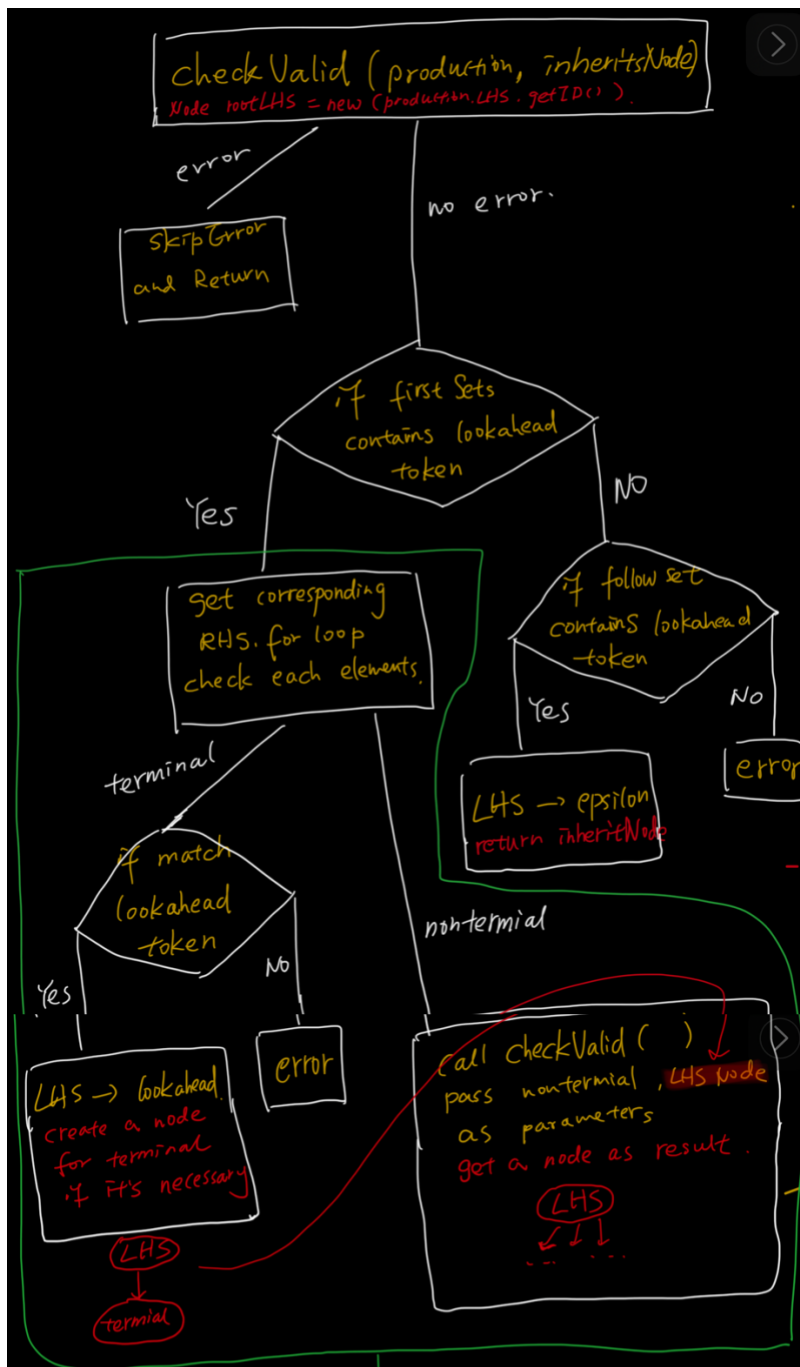 checkValid (production, inheritsNode)
Node rootLHS = new (production.LHS.getID()).
error
no error.
SkipError
and Return
if first Sets
contains lookahead
token
Yes
NO
Get corresponding
RHS. for loop
check each elements.
if follow set
contains lookahead
token
terminal
Yes
No
LHS → epsilon
return inheritNode
error
if match
lookahead
token
nontermial
Yes
No
LHS → lookahead.
create a node
for terminal
if it's necessary
error
call checkValid ( )
pass nontermial, LHS Node
as parameters
get a node as result.
LHS
... ...
LHS
termial